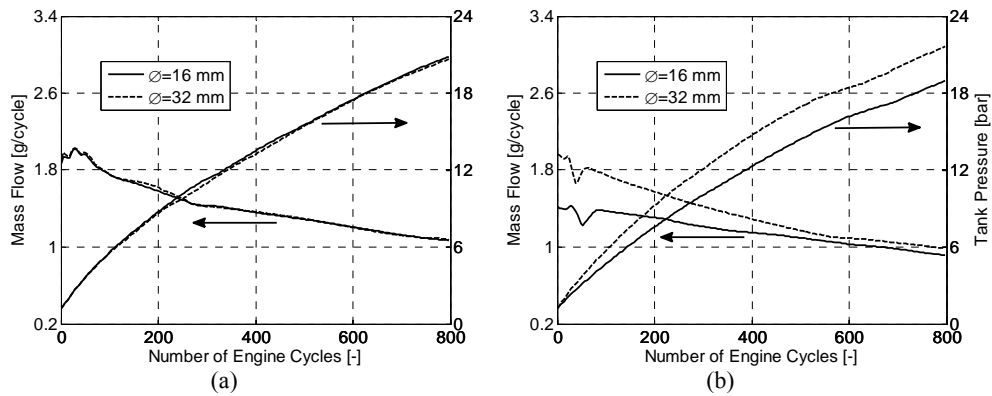 3.4
2.6
1.8
1
0.2
Mass Flow [g/cycle]
24
18
12
6
0
∅=16 mm
∅=32 mm
0 200 400 600 800
Number of Engine Cycles [-]
(a)
3.4
2.6
1.8
1
0.2
Mass Flow [g/cycle]
∅=16 mm
∅=32 mm
24
18
12
6
0
Tank Pressure [bar]
0 200 400 600 800
Number of Engine Cycles [-]
(b)